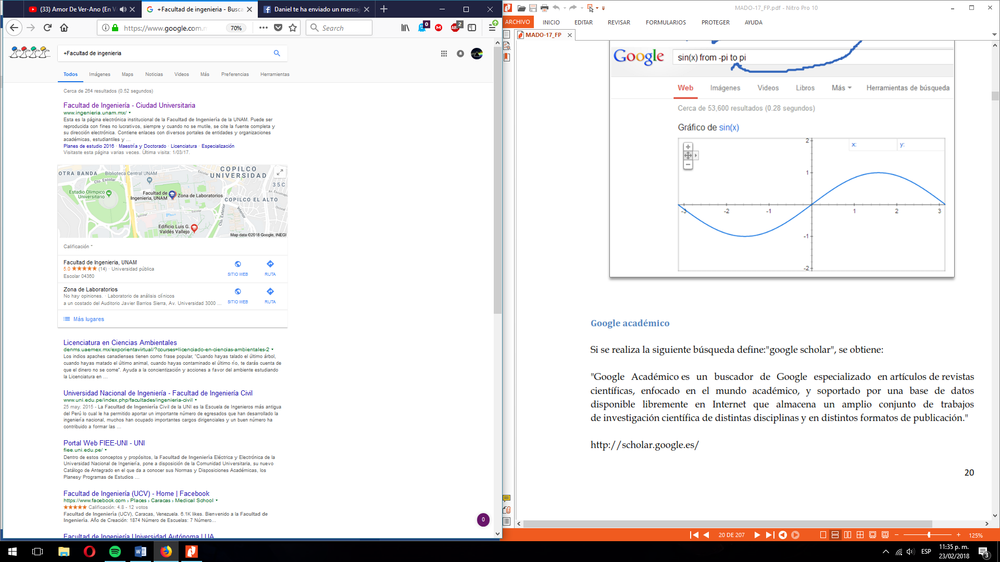 (33) Amor De Ver-Ano (En Vi
+Facultad de ingenieria - Busca
Daniel te ha enviado un mensaj
https://www.google.com.m
70%
Search
0
2
+Facultad de ingenieria
Todos
Imágenes
Maps
Noticias
Videos
Más
Preferencias
Herramientas
Cerca de 264 resultados (0.52 segundos)
Facultad de Ingeniería - Ciudad Universitaria
www.ingenieria.unam.mx/
Esta es la página electrónica institucional de la Facultad de Ingeniería de la UNAM. Puede ser
reproducida con fines no lucrativos, siempre y cuando no se mutile, se cite la fuente completa y
su dirección electrónica. Contiene enlaces con diversos portales de entidades y organizaciones
académicas, estudiantiles y ...
Planes de estudio 2016 · Maestría y Doctorado · Licenciatura · Especialización
Visitaste esta página varias veces. Última visita: 1/03/17.
OTRA BANDA
Biblioteca Central UNAM
COPILCO
UNIVERSIDAD
Cto. Escolar
Escolar
35C
Estadio Olímpico
Universitario
Facultad de
Ingenieria, UNAM
Zona de Laboratorios
COPILCO EL ALTO
Cto. Exterior
Interior
Edificio Luis G.
Valdés Vallejo
Map data ©2018 Google, INEGI
Calificación
Facultad de Ingenieria, UNAM
5.0 (14) · Universidad pública
Escolar 04360
SITIO WEB
RUTA
Zona de Laboratorios
No hay opiniones. · Laboratorio de análisis clínicos
a un costado del Auditorio Javier Barrios Sierra, Av. Universidad 3000 ...
SITIO WEB
RUTA
Más lugares
Licenciatura en Ciencias Ambientales
denms.uaemex.mx/exporientavirtual/?courses=licenciado-en-ciencias-ambientales-2
Los indios apaches canadienses tienen como frase popular, "Cuando hayas talado el último árbol,
cuando hayas matado el último animal, cuando hayas contaminado el último río, te darás cuenta de
que el dinero no se come". Ayuda a la concientización y acciones a favor del ambiente estudiando
la Licenciatura en ...
Universidad Nacional de Ingeniería - Facultad de Ingeniería Civil
www.uni.edu.pe/index.php/facultades/ingenieria-civil
25 may. 2015 - La Facultad de Ingeniería Civil de la UNI es la Escuela de Ingenieros más antigua
del Perú lo cual le ha permitido aportar un importante número de egresados que han desarrollado la
ingeniería nacional, muchos han ocupado importantes cargos dirigenciales y un buen número ha
contribuido a formar las ...
Portal Web FIEE-UNI - UNI
fiee.uni.edu.pe/
Dentro de estos conceptos y propósitos, la Facultad de Ingeniería Eléctrica y Electrónica de la
Universidad Nacional de Ingeniería, pone a disposición de la Comunidad Universitaria, su nuevo
Catálogo de Antegrado en el que da a conocer sus Normas y Disposiciones Académicas, los
Planesy Programas de Estudios ...
Facultad de Ingeniería (UCV) - Home | Facebook
https://www.facebook.com › Places › Caracas › Medical School
Calificación: 4.8 - 12 votos
Facultad de Ingeniería (UCV), Caracas, Venezuela. 6.1K likes. Bienvenido a la Facultad de
Ingeniería. Año de Creación: 1874 Número de Escuelas: 7 Número...
Facultad de Ingeniería Universidad Autónoma | UA
0
MADO-17_FP.pdf - Nitro Pro 10
ARCHIVO
INICIO
EDITAR
REVISAR
FORMULARIOS
PROTEGER
AYUDA
MADO-17_FP
Google
sin(x) from -pi to pi
Web
Imágenes
Videos
Libros
Más
Herramientas de búsqueda
Cerca de 53,600 resultados (0.28 segundos)
Gráfico de sin(x)
x:
y:
2
1
-3
-2
-1
1
2
3
-1
-2
Google académico
Si se realiza la siguiente búsqueda define:"google scholar", se obtiene:
"Google Académico es un buscador de Google especializado en artículos de revistas
científicas, enfocado en el mundo académico, y soportado por una base de datos
disponible libremente en Internet que almacena un amplio conjunto de trabajos
de investigación científica de distintas disciplinas y en distintos formatos de publicación."
http://scholar.google.es/
20
20 DE 207
125%
ESP
11:35 p. m.
23/02/2018
3